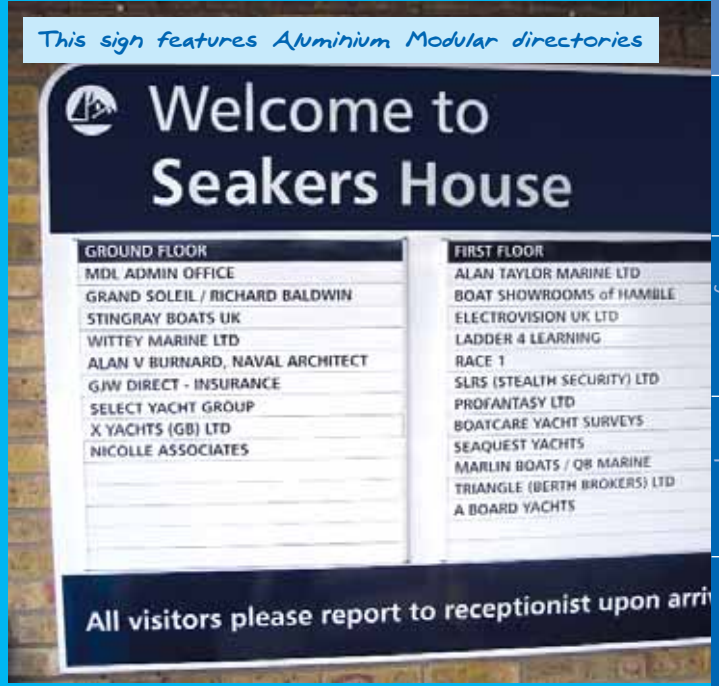 This sign features Aluminium Modular directories
Welcome to
Seakers House
GROUND FLOOR
MDL ADMIN OFFICE
GRAND SOLEIL / RICHARD BALDWIN
STINGRAY BOATS UK
WITTEY MARINE LTD
ALAN V BURNARD, NAVAL ARCHITECT
GJW DIRECT - INSURANCE
SELECT YACHT GROUP
X YACHTS (GB) LTD
NICOLLE ASSOCIATES
FIRST FLOOR
ALAN TAYLOR MARINE LTD
BOAT SHOWROOMS of HAMBLE
ELECTROVISION UK LTD
LADDER 4 LEARNING
RACE 1
SLRS (STEALTH SECURITY) LTD
PROFANTASY LTD
BOATCARE YACHT SURVEYS
SEAQUEST YACHTS
MARLIN BOATS / QB MARINE
TRIANGLE (BERTH BROKERS) LTD
A BOARD YACHTS
All visitors please report to receptionist upon arri